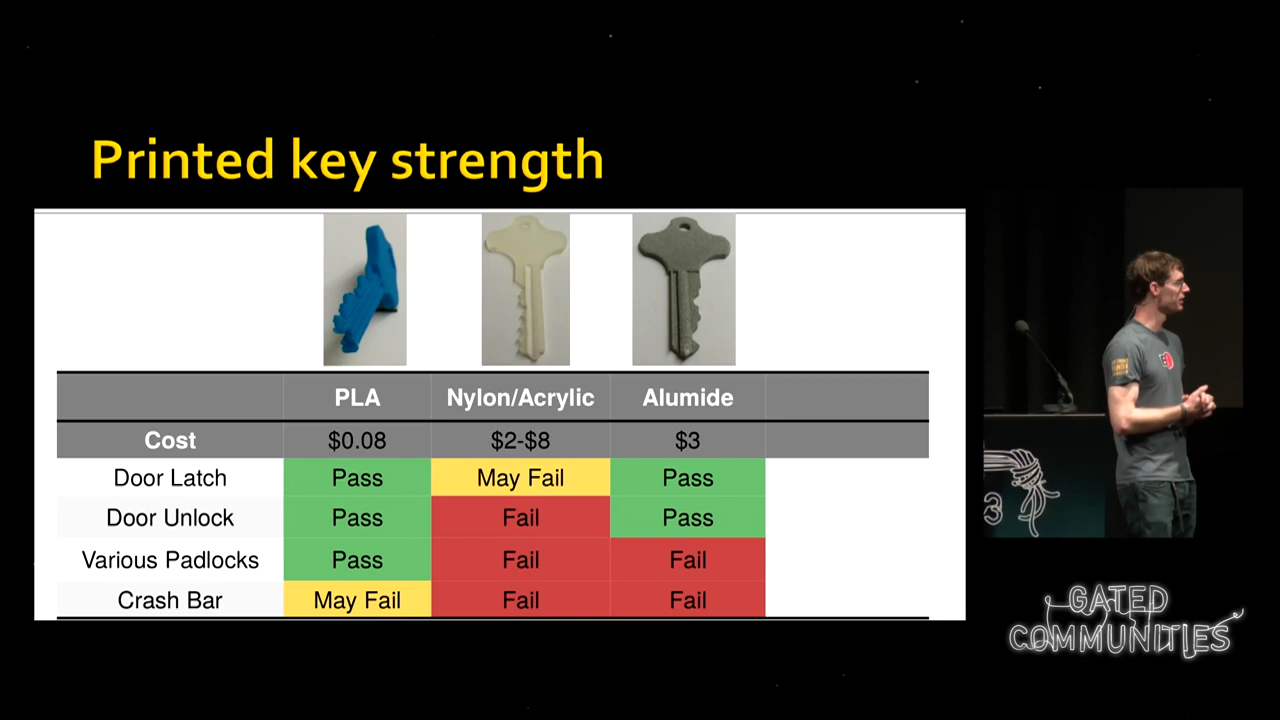 Printed key strength
PLA Nylon/Acrylic Alumide
Cost $0.08 $2-$8 $3
Door Latch Pass May Fail Pass
Door Unlock Pass Fail Pass
Various Padlocks Pass Fail Fail
Crash Bar May Fail Fail Fail
3
GATED
COMMUNITIES